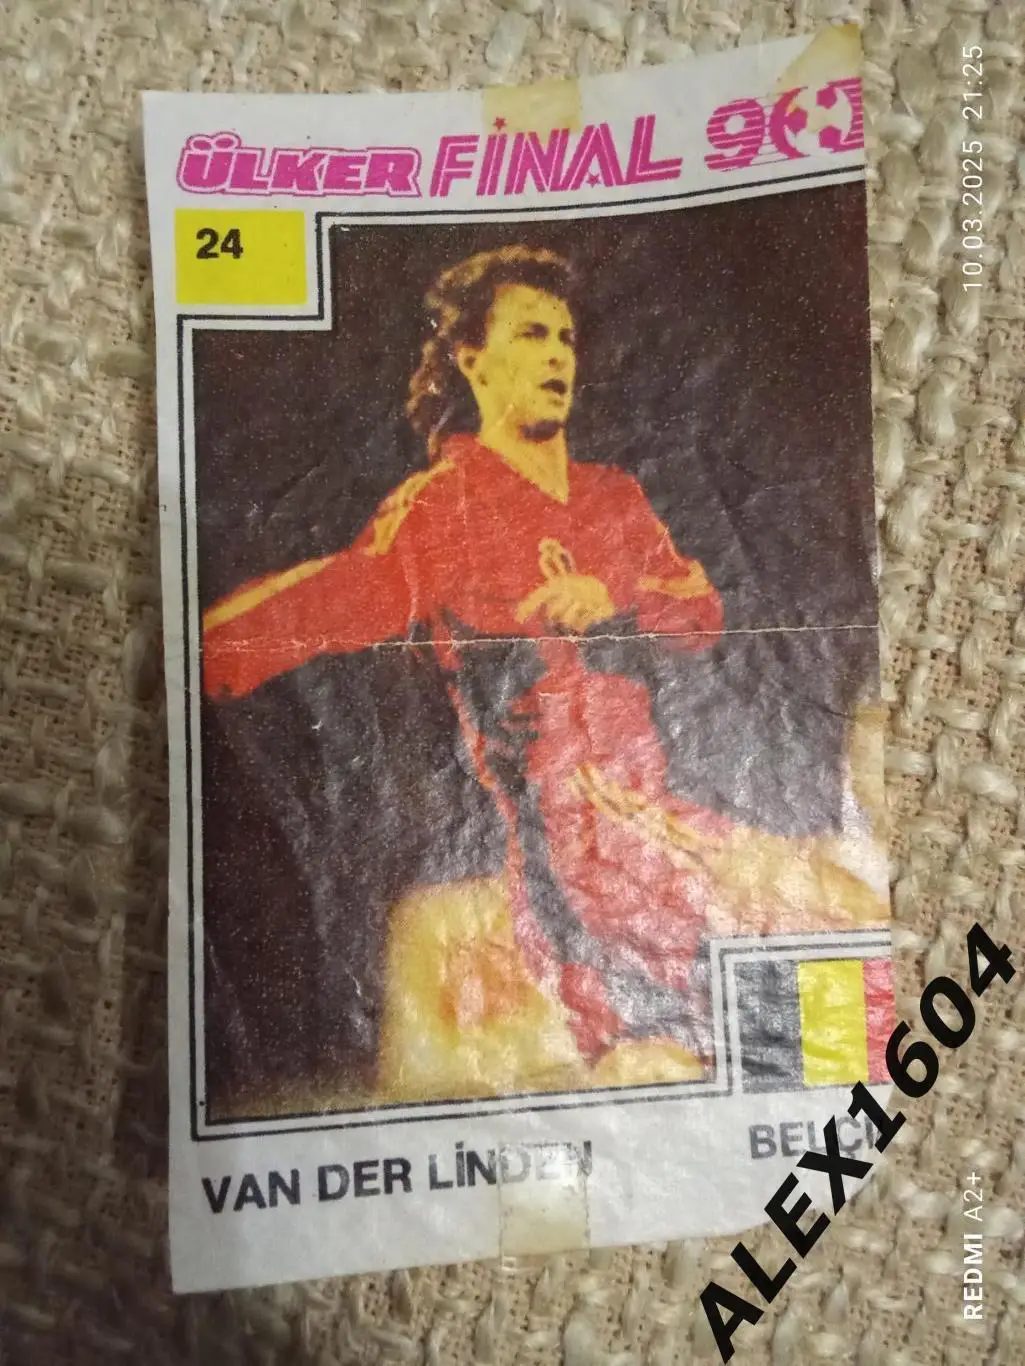 ÜLKER FİNAL 90
24
VAN DER LİNDEN
BELÇİ
ALEX1604
10.03.2025 21:25
REDMI A2+